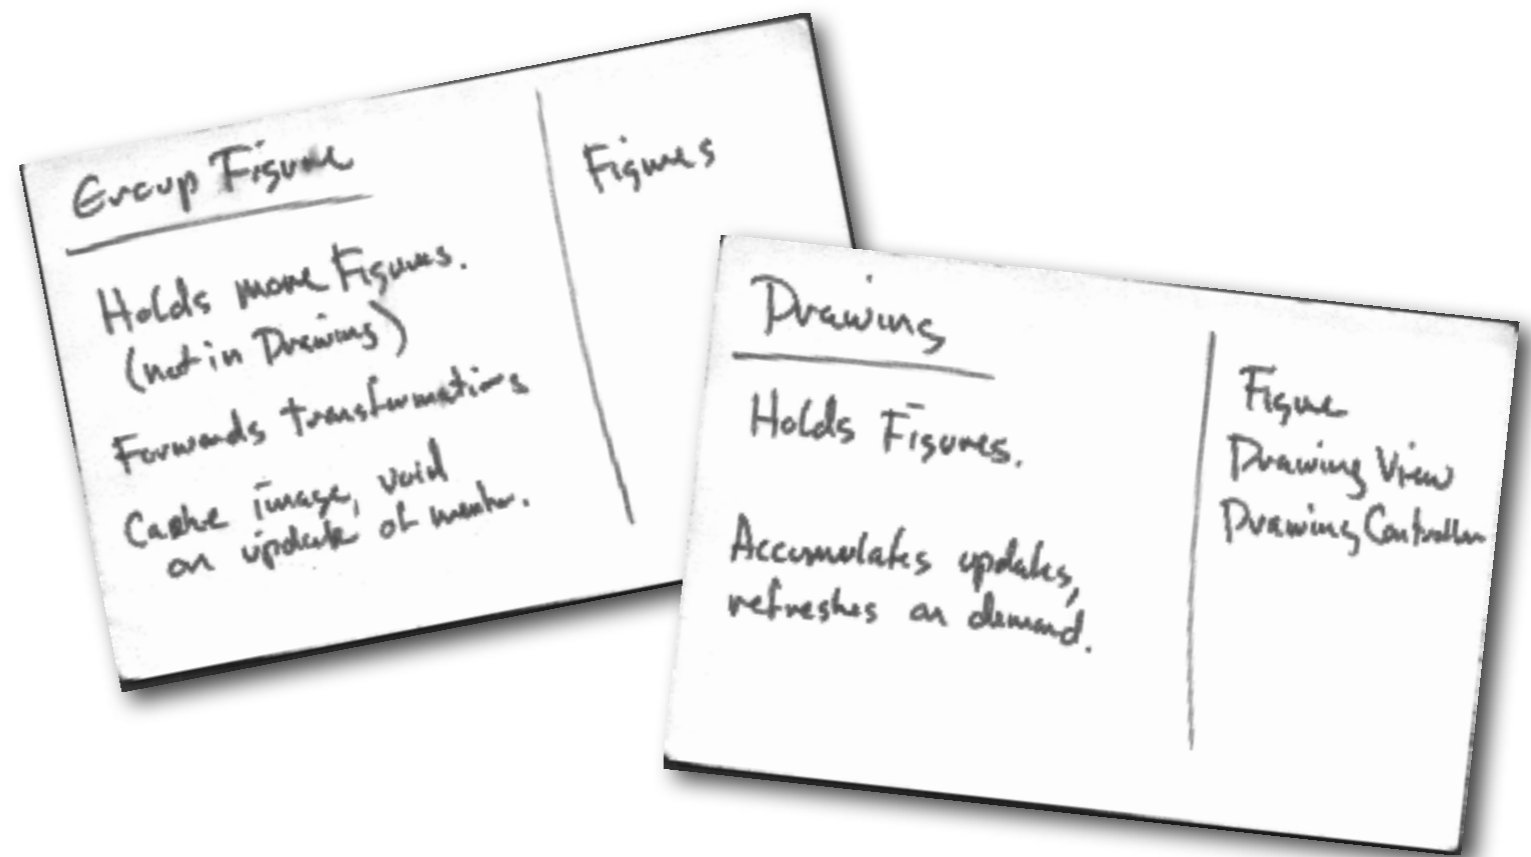 Group Figure
Holds more Figures.
(not in Drawing)
Forwards transformations
Cache image, void
on update of member.
Figures
Drawing
Holds Figures.
Accumulates updates,
refreshes on demand.
Figure
Drawing View
Drawing Controller